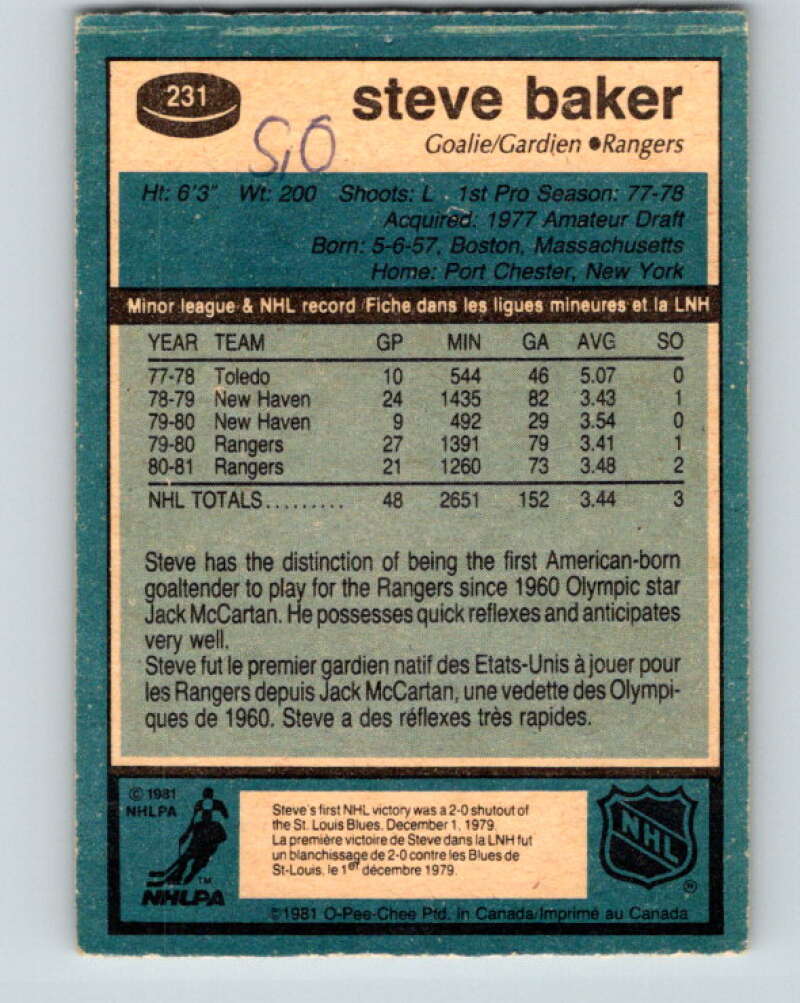 231
steve baker
S,O
Goalie/Gardien ●Rangers
Ht: 6'3" Wt: 200 Shoots: L 1st Pro Season: 77-78
Acquired: 1977 Amateur Draft
Born: 5-6-57, Boston, Massachusetts
Home: Port Chester, New York
Minor league & NHL record/Fiche dans les ligues mineures et la LNH
YEAR TEAM GP MIN GA AVG SO
77-78 Toledo 10 544 46 5.07 0
78-79 New Haven 24 1435 82 3.43 1
79-80 New Haven 9 492 29 3.54 0
79-80 Rangers 27 1391 79 3.41 1
80-81 Rangers 21 1260 73 3.48 2
NHL TOTALS......... 48 2651 152 3.44 3
Steve has the distinction of being the first American-born
goaltender to play for the Rangers since 1960 Olympic star
Jack McCartan. He possesses quick reflexes and anticipates
very well.
Steve fut le premier gardien natif des Etats-Unis à jouer pour
les Rangers depuis Jack McCartan, une vedette des Olympi-
ques de 1960. Steve a des réflexes très rapides.
© 1981
NHLPA
™
NHLPA
Steve's first NHL victory was a 2-0 shutout of
the St. Louis Blues, December 1, 1979.
La première victoire de Steve dans la LNH fut
un blanchissage de 2-0 contre les Blues de
St-Louis, le 1er décembre 1979.
NHL
®
©1981 O-Pee-Chee Ptd. in Canada/Imprimé au Canada